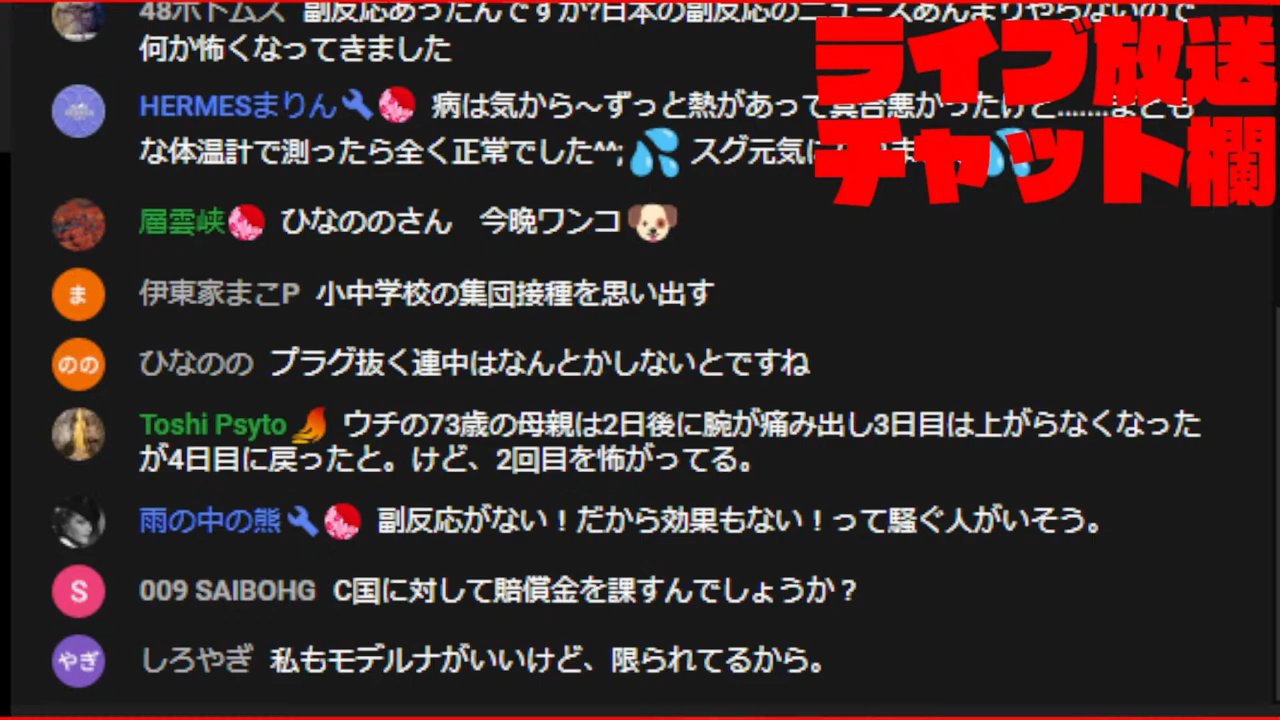 48ボトムズ 副反応あったんですか?日本の副反応のニュースあんまりやらないので
何か怖くなってきました
ライブ放送
チャット欄
HERMESまりん 病は気から〜ずっと熱があって具合悪かったけど.......まとも
な体温計で測ったら全く正常でした^^; スグ元気に
層雲峡 ひなののさん 今晩ワンコ
ま 伊東家まこP 小中学校の集団接種を思い出す
のの ひなのの プラグ抜く連中はなんとかしないとですね
Toshi Psyto ウチの73歳の母親は2日後に腕が痛み出し3日目は上がらなくなった
が4日目に戻ったと。けど、2回目を怖がってる。
雨の中の熊 副反応がない！だから効果もない！って騒ぐ人がいそう。
S 009 SAIBOHG C国に対して賠償金を課すんでしょうか？
やぎ しろやぎ 私もモデルナがいいけど、限られてるから。